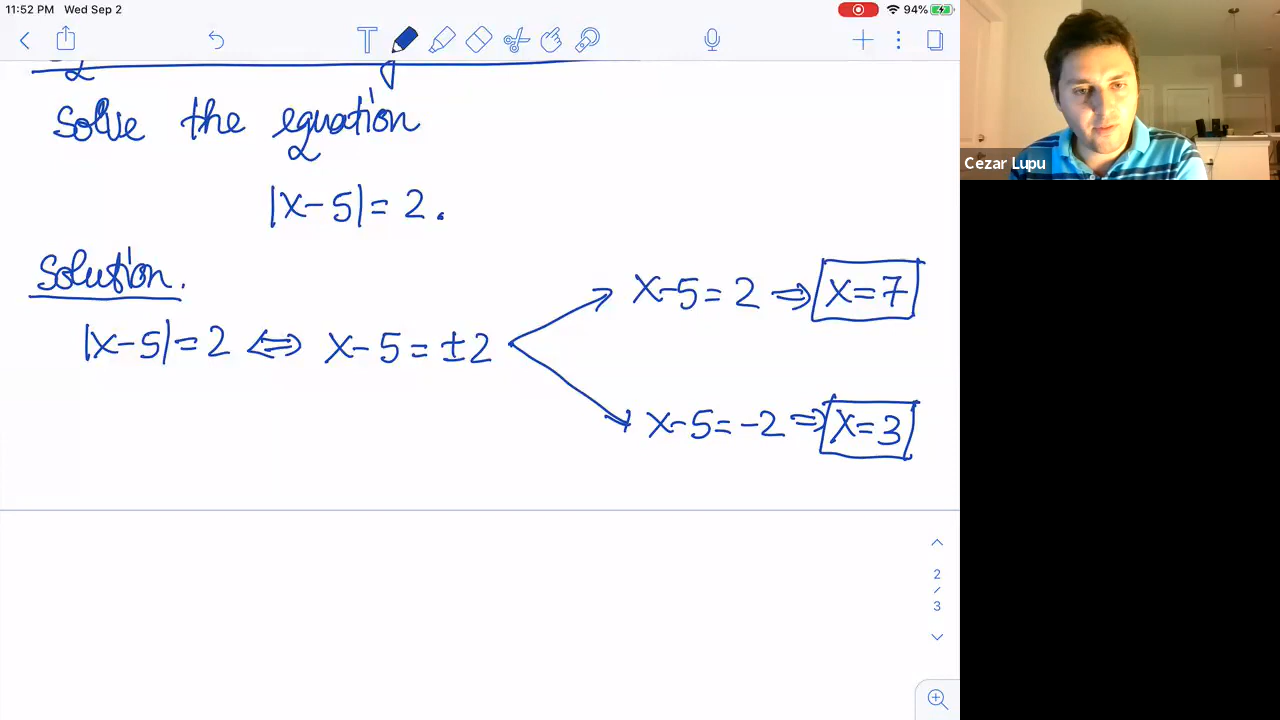 11:52 PM Wed Sep 2
94%
Solve the equation
|x-5| = 2.
Solution.
|x-5| = 2 ⇔ x-5 = ±2
x-5 = 2 ⇒ x=7
x-5 = -2 ⇒ x=3
2
/
3
Cezar Lupu